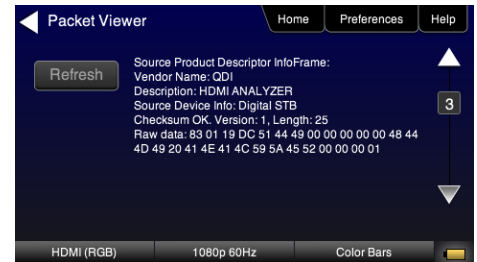 Packet Viewer
Home
Preferences
Help
Refresh
Source Product Descriptor InfoFrame:
Vendor Name: QDI
Description: HDMI ANALYZER
Source Device Info: Digital STB
Checksum OK. Version: 1, Length: 25
Raw data: 83 01 19 DC 51 44 49 00 00 00 00 00 48 44
4D 49 20 41 4E 41 4C 59 5A 45 52 00 00 00 01
3
HDMI (RGB)
1080p 60Hz
Color Bars